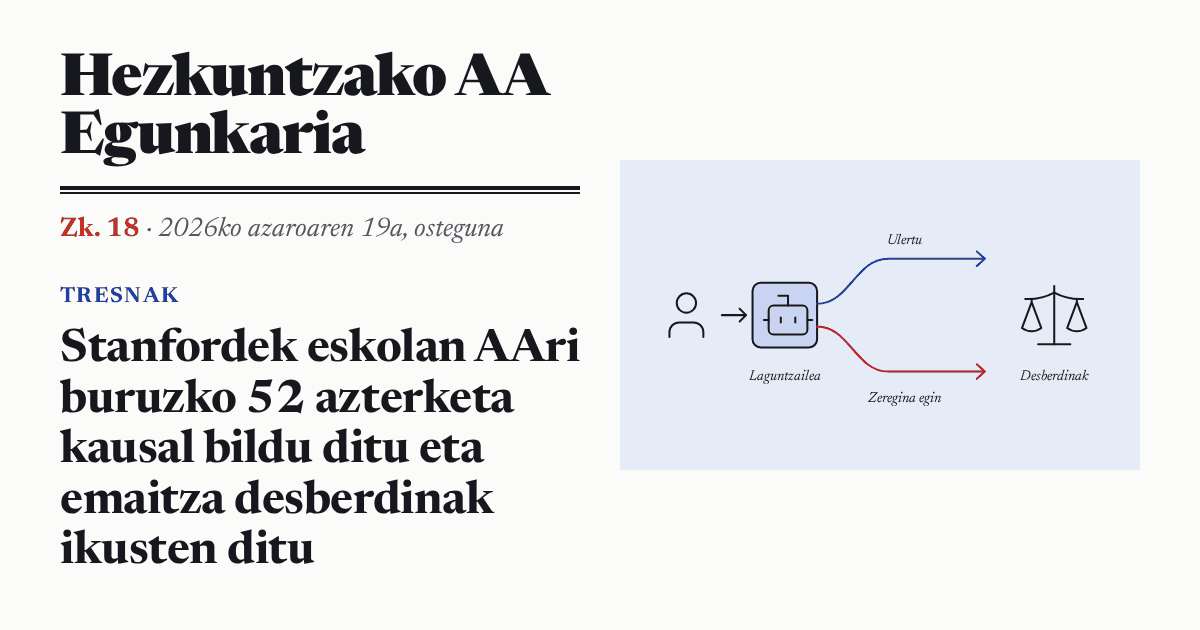 Hezkuntzako AA
Egunkaria
Zk. 18 · 2026ko azaroaren 19a, osteguna
TRESNAK
Stanfordek eskolan AAri
buruzko 52 azterketa
kausal bildu ditu eta
emaitza desberdinak
ikusten ditu
Ulertu
Laguntzailea
Zeregina egin
Desberdinak